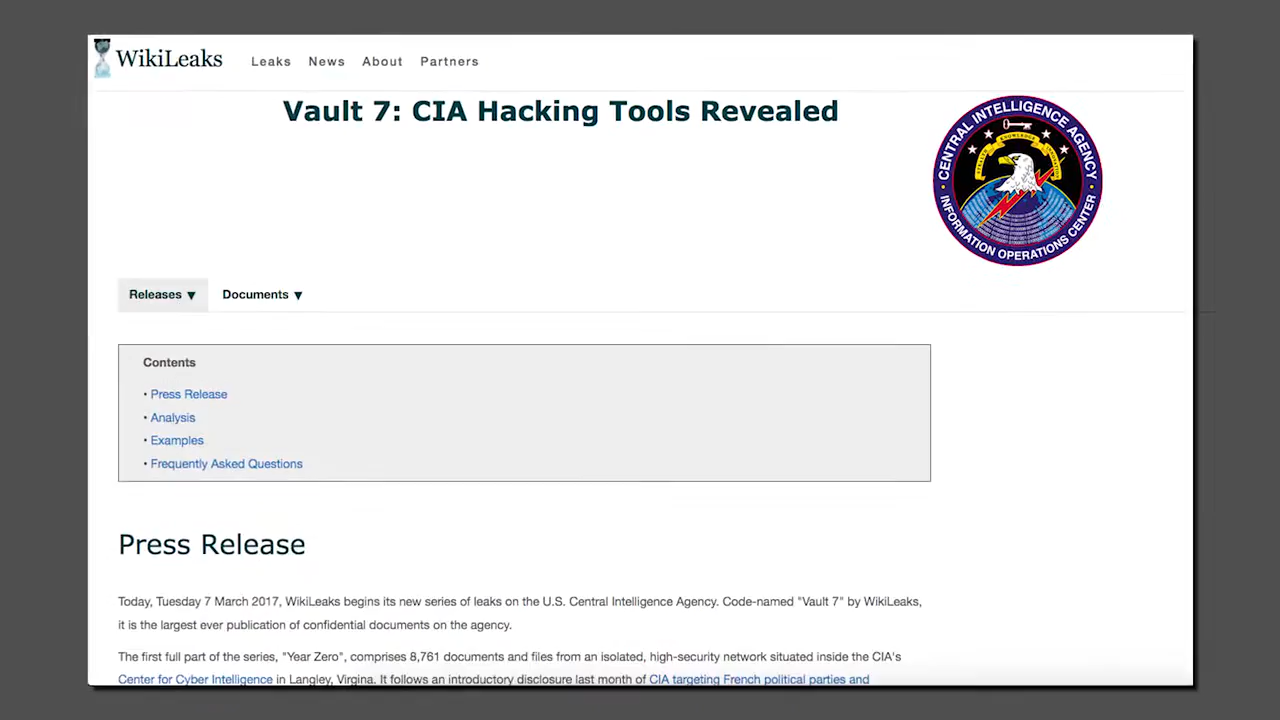 WikiLeaks
Leaks News About Partners
Vault 7: CIA Hacking Tools Revealed
CENTRAL INTELLIGENCE AGENCY
INFORMATION OPERATIONS CENTER
Releases ▼ Documents ▼
Contents
• Press Release
• Analysis
• Examples
• Frequently Asked Questions
Press Release
Today, Tuesday 7 March 2017, WikiLeaks begins its new series of leaks on the U.S. Central Intelligence Agency. Code-named "Vault 7" by WikiLeaks,
it is the largest ever publication of confidential documents on the agency.
The first full part of the series, "Year Zero", comprises 8,761 documents and files from an isolated, high-security network situated inside the CIA's
Center for Cyber Intelligence in Langley, Virgina. It follows an introductory disclosure last month of CIA targeting French political parties and